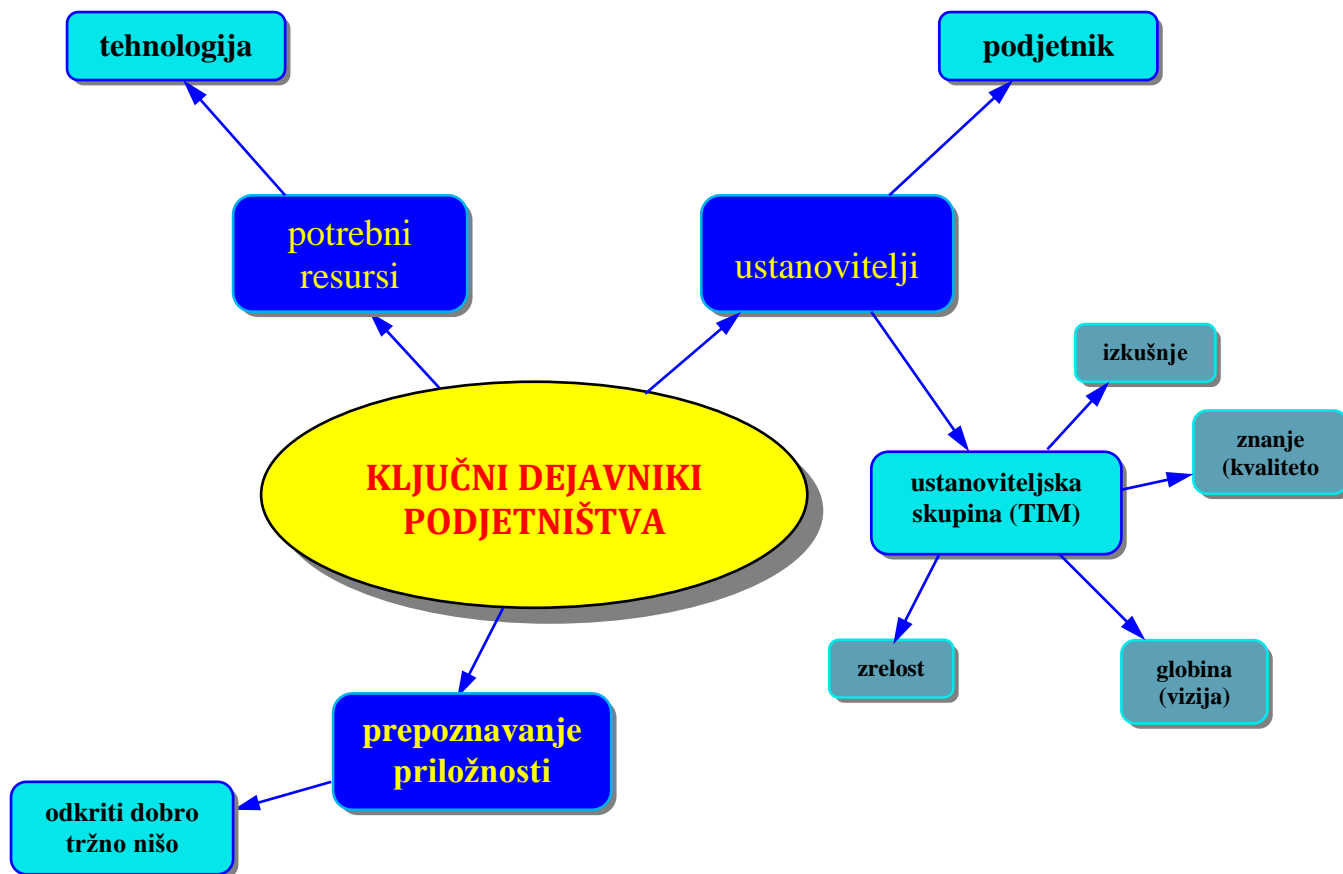 tehnologija
podjetnik
potrebni
resursi
ustanovitelji
izkušnje
znanje
(kvaliteto
KLJUČNI DEJAVNIKI
PODJETNIŠTVA
ustanoviteljska
skupina (TIM)
zrelost
globina
(vizija)
prepoznavanje
priložnosti
odkriti dobro
tržno nišo